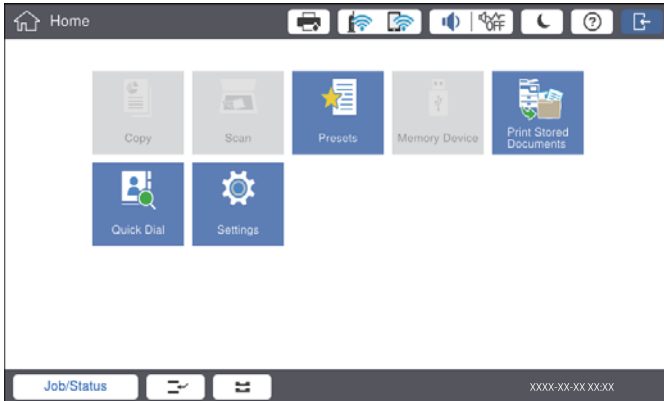 Home
OFF
Copy
Scan
Presets
Memory Device
Print Stored
Documents
Quick Dial
Settings
Job/Status
XXXX-XX-XX XX:XX